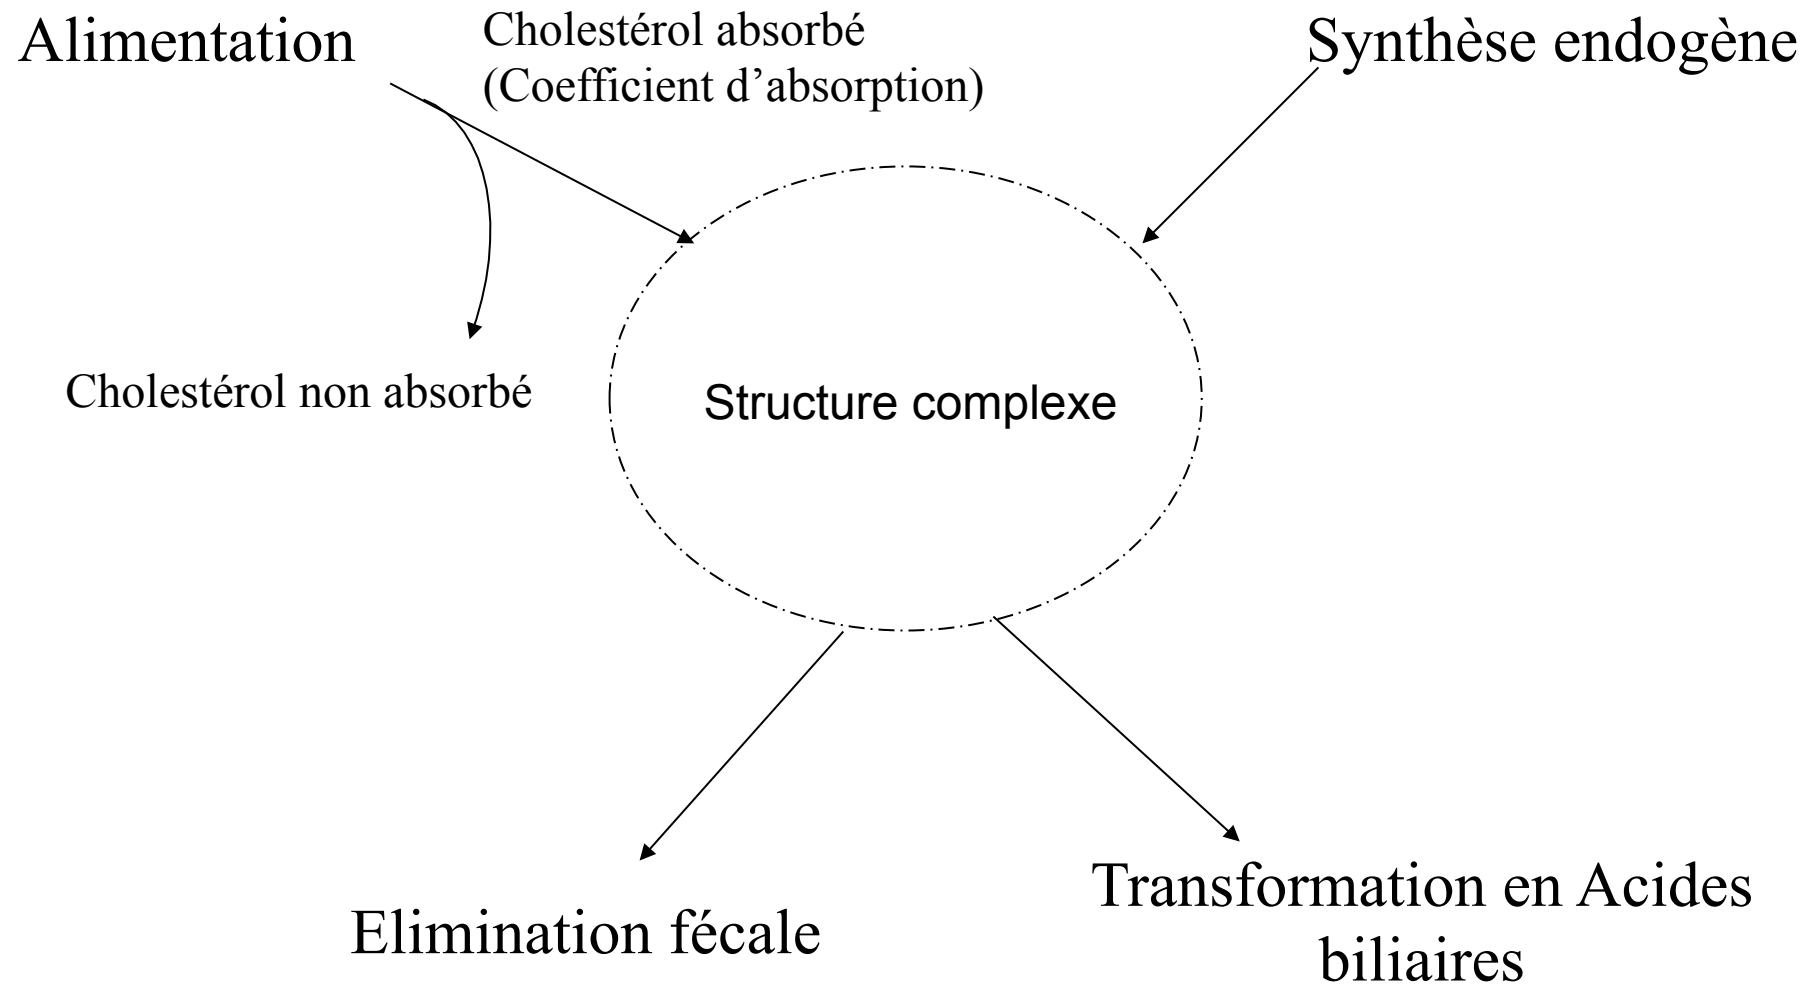 Alimentation
Cholestérol absorbé
(Coefficient d’absorption)
Synthèse endogène
Cholestérol non absorbé
Structure complexe
Elimination fécale
Transformation en Acides
biliaires